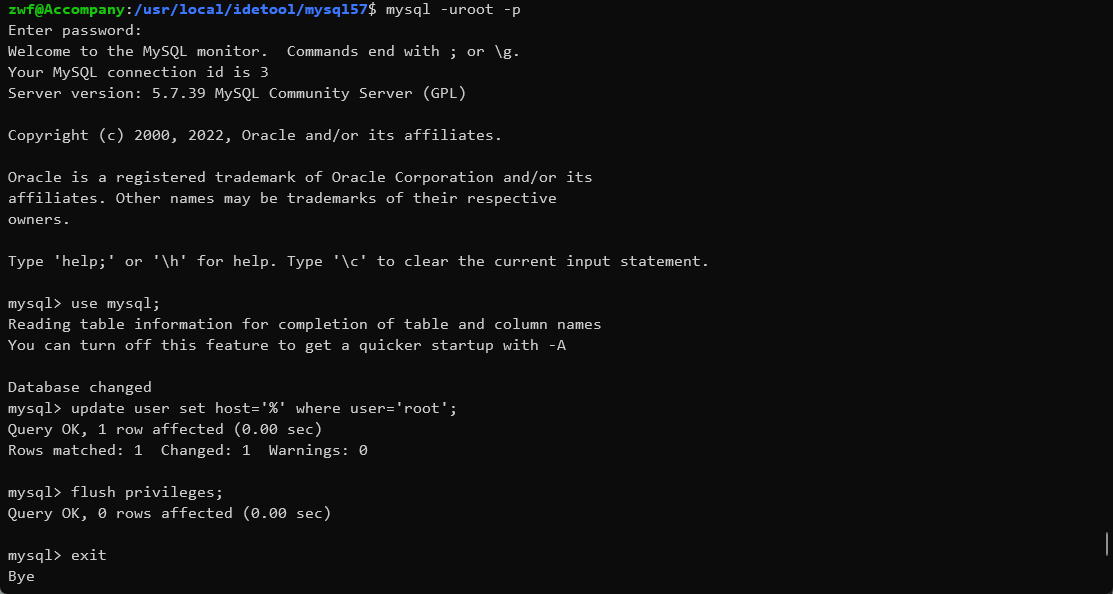 zwf@Accompany:/usr/local/idetool/mysql57$ mysql -uroot -p
Enter password:
Welcome to the MySQL monitor.  Commands end with ; or \g.
Your MySQL connection id is 3
Server version: 5.7.39 MySQL Community Server (GPL)
Copyright (c) 2000, 2022, Oracle and/or its affiliates.
Oracle is a registered trademark of Oracle Corporation and/or its
affiliates. Other names may be trademarks of their respective
owners.
Type 'help;' or '\h' for help. Type '\c' to clear the current input statement.
mysql> use mysql;
Reading table information for completion of table and column names
You can turn off this feature to get a quicker startup with -A
Database changed
mysql> update user set host='%' where user='root';
Query OK, 1 row affected (0.00 sec)
Rows matched: 1  Changed: 1  Warnings: 0
mysql> flush privileges;
Query OK, 0 rows affected (0.00 sec)
mysql> exit
Bye